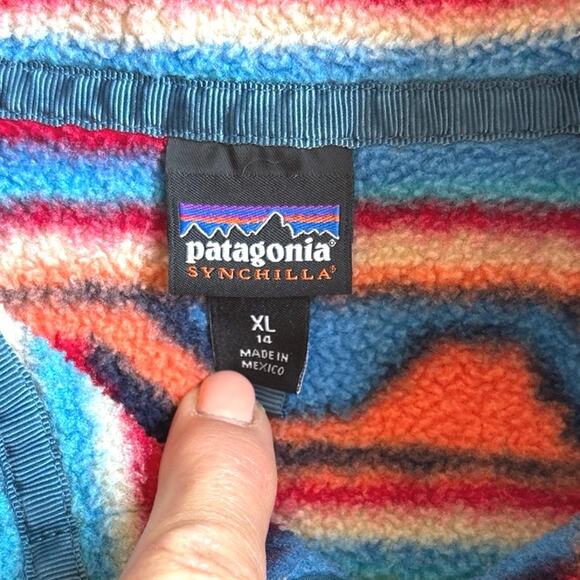 patagonia®
SYNCHILLA®
XL
14
MADE IN
MEXICO